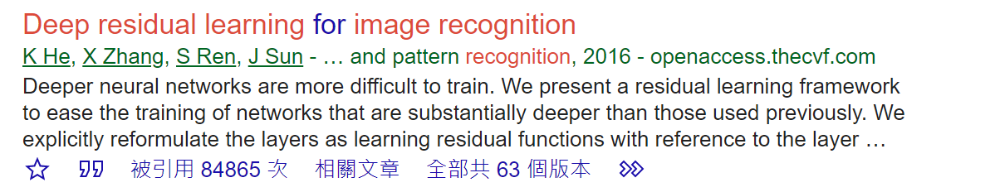 Deep residual learning for image recognition
K He, X Zhang, S Ren, J Sun - … and pattern recognition, 2016 - openaccess.thecvf.com
Deeper neural networks are more difficult to train. We present a residual learning framework
to ease the training of networks that are substantially deeper than those used previously. We
explicitly reformulate the layers as learning residual functions with reference to the layer …
被引用 84865 次 相關文章 全部共 63 個版本